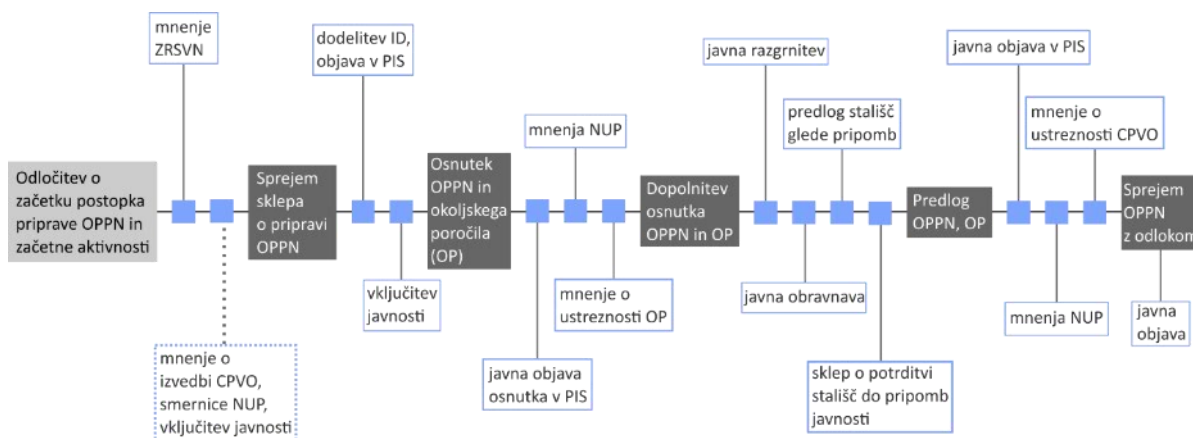 Odločitev o
začetku postopka
priprave OPPN in
začetne aktivnosti
mnenje
ZRSVN
mnenje o
izvedbi CPVO,
smernice NUP,
vključitev javnosti
Sprejem
sklepa
o pripravi
OPPN
dodelitev ID,
objava v PIS
vključitev
javnosti
Osnutek
OPPN in
okoljskega
poročila
(OP)
javna objava
osnutka v PIS
mnenja NUP
mnenje o
ustreznosti OP
Dopolnitev
osnutka
OPPN in OP
javna razgrnitev
javna obravnava
predlog stališč
glede pripomb
sklep o potrditvi
stališč do pripomb
javnosti
Predlog
OPPN, OP
javna objava v PIS
mnenja NUP
mnenje o
ustreznosti CPVO
Sprejem
OPPN
z odlokom
javna
objava